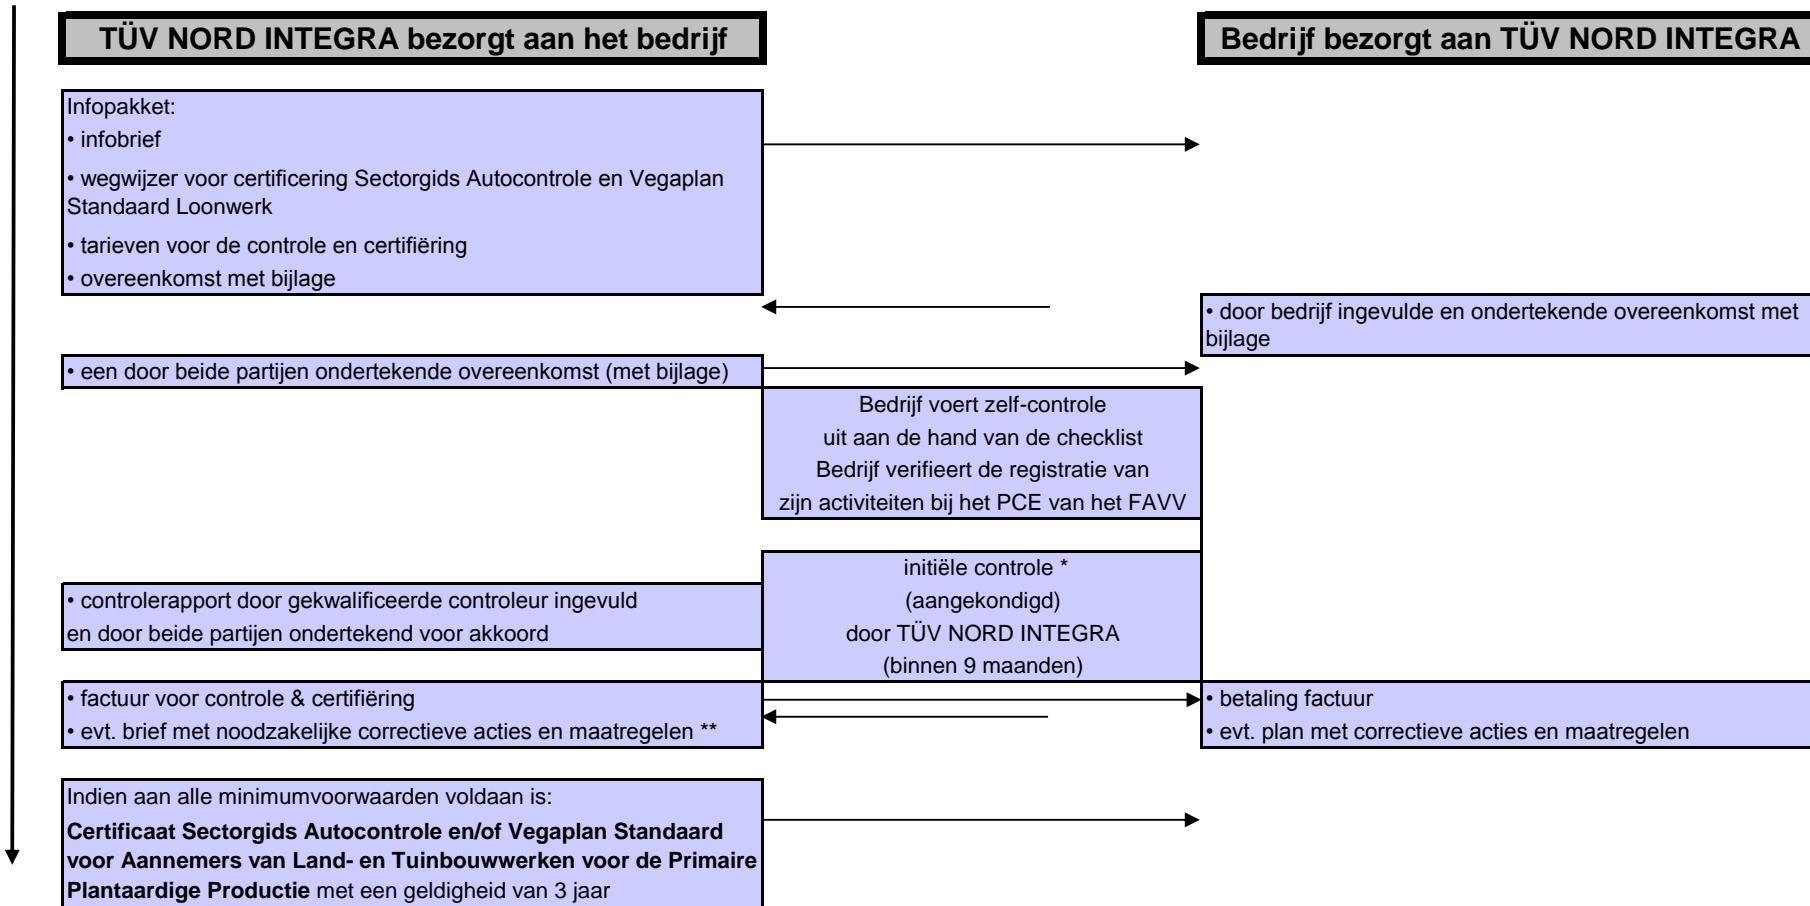 TÜV NORD INTEGRA bezorgt aan het bedrijf
Bedrijf bezorgt aan TÜV NORD INTEGRA
Infopakket:
• infobrief
• wegwijzer voor certificering Sectorgids Autocontrole en Vegaplan
Standaard Loonwerk
• tarieven voor de controle en certifiëring
• overeenkomst met bijlage
• door bedrijf ingevulde en ondertekende overeenkomst met
bijlage
• een door beide partijen ondertekende overeenkomst (met bijlage)
Bedrijf voert zelf-controle
uit aan de hand van de checklist
Bedrijf verifieert de registratie van
zijn activiteiten bij het PCE van het FAVV
initiële controle *
(aangekondigd)
door TÜV NORD INTEGRA
(binnen 9 maanden)
• controlerapport door gekwalificeerde controleur ingevuld
en door beide partijen ondertekend voor akkoord
• factuur voor controle & certifiëring
• evt. brief met noodzakelijke correctieve acties en maatregelen **
• betaling factuur
• evt. plan met correctieve acties en maatregelen
Indien aan alle minimumvoorwaarden voldaan is:
Certificaat Sectorgids Autocontrole en/of Vegaplan Standaard
voor Aannemers van Land- en Tuinbouwwerken voor de Primaire
Plantaardige Productie met een geldigheid van 3 jaar